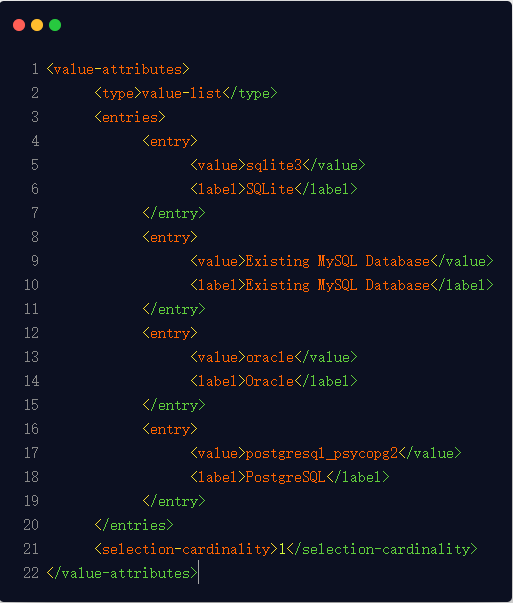 1 <value-attributes>
2 <type>value-list</type>
3 <entries>
4 <entry>
5 <value>sqlite3</value>
6 <label>SQLite</label>
7 </entry>
8 <entry>
9 <value>Existing MySQL Database</value>
10 <label>Existing MySQL Database</label>
11 </entry>
12 <entry>
13 <value>oracle</value>
14 <label>Oracle</label>
15 </entry>
16 <entry>
17 <value>postgresql_psycopg2</value>
18 <label>PostgreSQL</label>
19 </entry>
20 </entries>
21 <selection-cardinality>1</selection-cardinality>
22 </value-attributes>